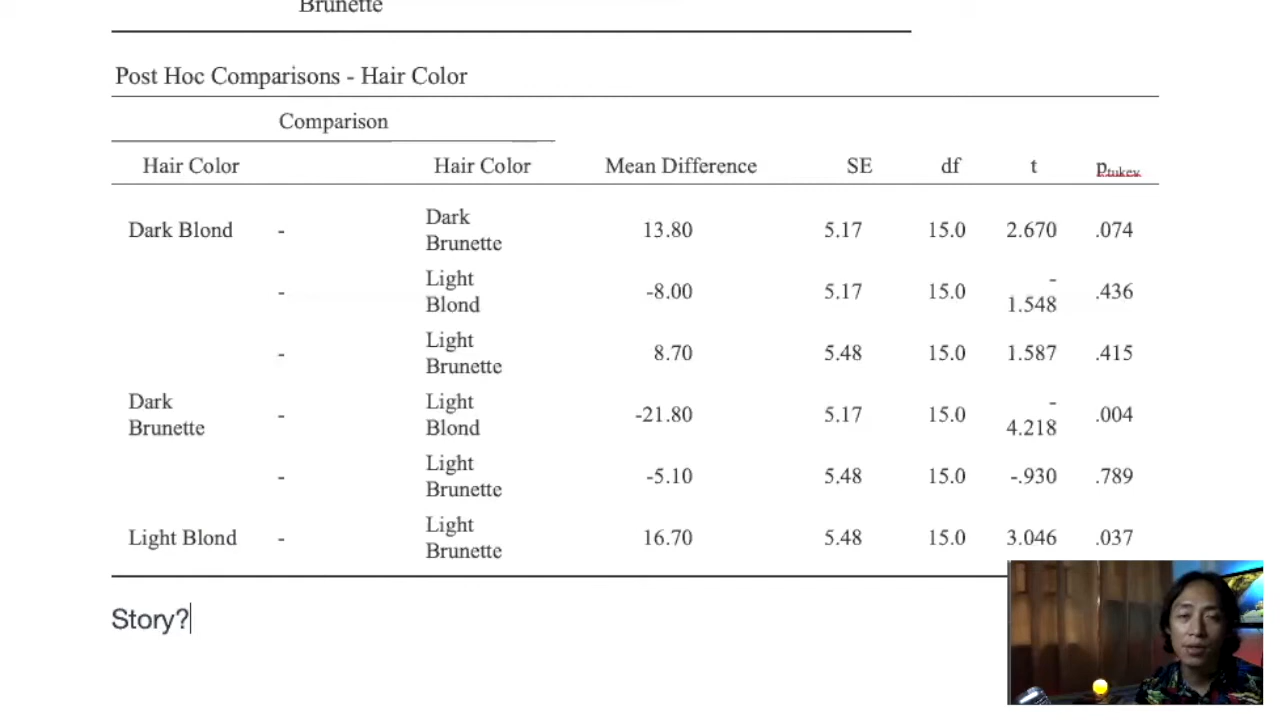 Brunette
Post Hoc Comparisons - Hair Color
Comparison
Hair Color Hair Color Mean Difference SE df t ptukey
Dark Blond - Dark Brunette 13.80 5.17 15.0 2.670 .074
- Light Blond -8.00 5.17 15.0 -1.548 .436
- Light Brunette 8.70 5.48 15.0 1.587 .415
Dark Brunette - Light Blond -21.80 5.17 15.0 -4.218 .004
- Light Brunette -5.10 5.48 15.0 -.930 .789
Light Blond - Light Brunette 16.70 5.48 15.0 3.046 .037
Story?